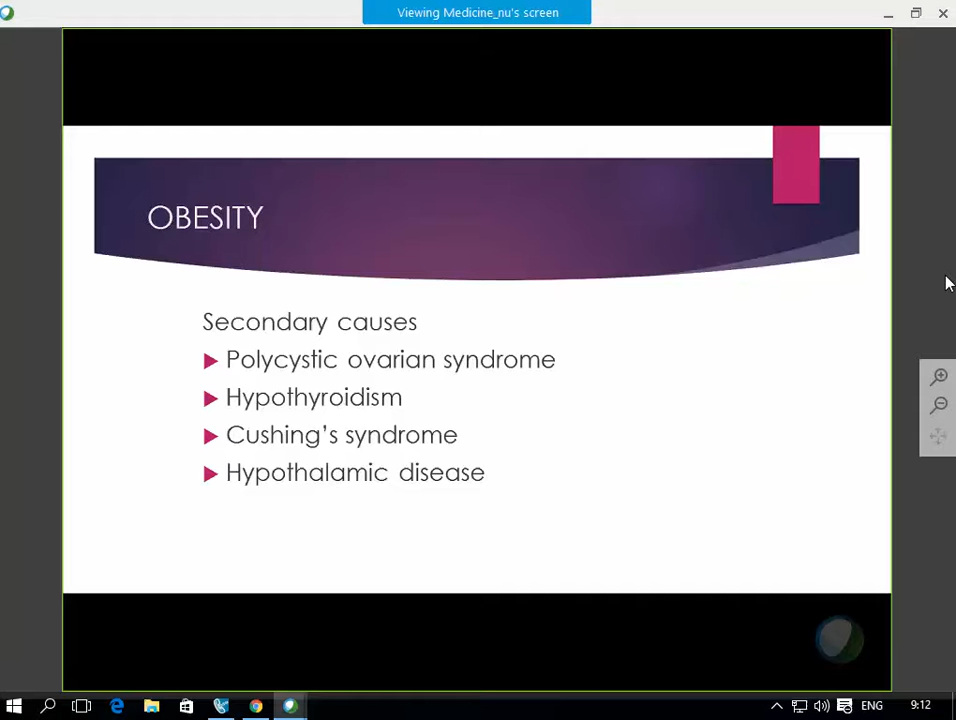 Viewing Medicine_nu's screen
OBESITY
Secondary causes
Polycystic ovarian syndrome
Hypothyroidism
Cushing's syndrome
Hypothalamic disease
ENG
9:12